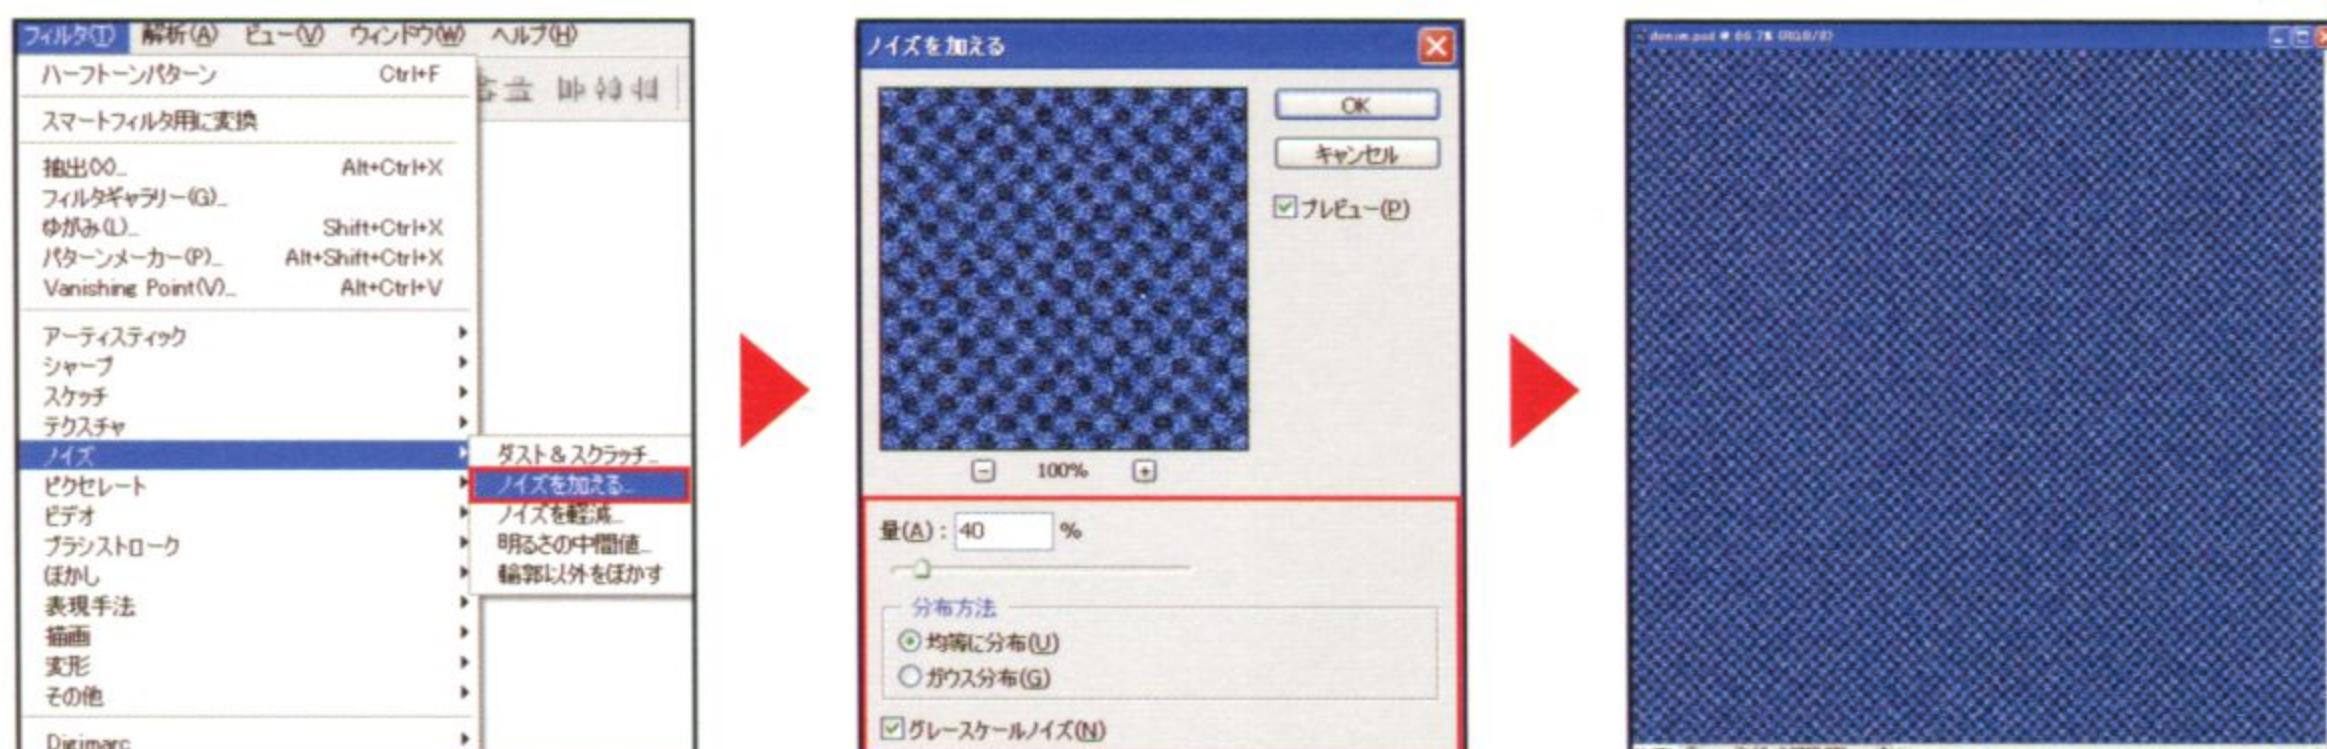 フィルタ(T) 解析(A) ビュー(V) ウィンドウ(W) ヘルプ(H)
ハーフトーンパターン Ctrl+F
スマートフィルタ用に変換
抽出(X)... Alt+Ctrl+X
フィルタギャラリー(G)...
ゆがみ(L)... Shift+Ctrl+X
パターンメーカー(P)... Alt+Shift+Ctrl+X
Vanishing Point(V)... Alt+Ctrl+V
アーティスティック
シャープ
スケッチ
テクスチャ
ノイズ
ピクセレート
ビデオ
ブラシストローク
ぼかし
表現手法
描画
変形
その他
Digimarc
ダスト＆スクラッチ...
ノイズを加える...
ノイズを軽減...
明るさの中間値...
輪郭以外をぼかす
ノイズを加える
OK
キャンセル
プレビュー(P)
100%
量(A) : 40 %
分布方法
均等に分布(U)
ガウス分布(G)
グレースケールノイズ(N)
denim.psd @ 66.7% (RGB/8)